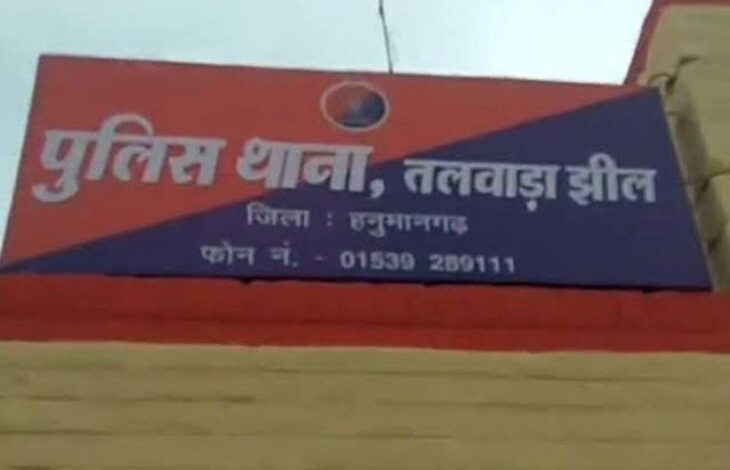 पुलिस थाना, तलवाड़ा झील
जिला : हनुमानगढ़
फोन नं. - 01539 289111